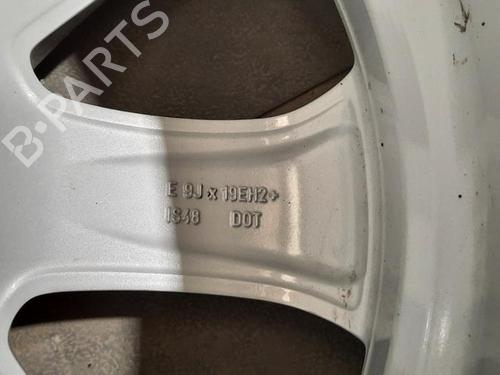 B-PARTS
E 9J x 19EH2+
IS48 DOT